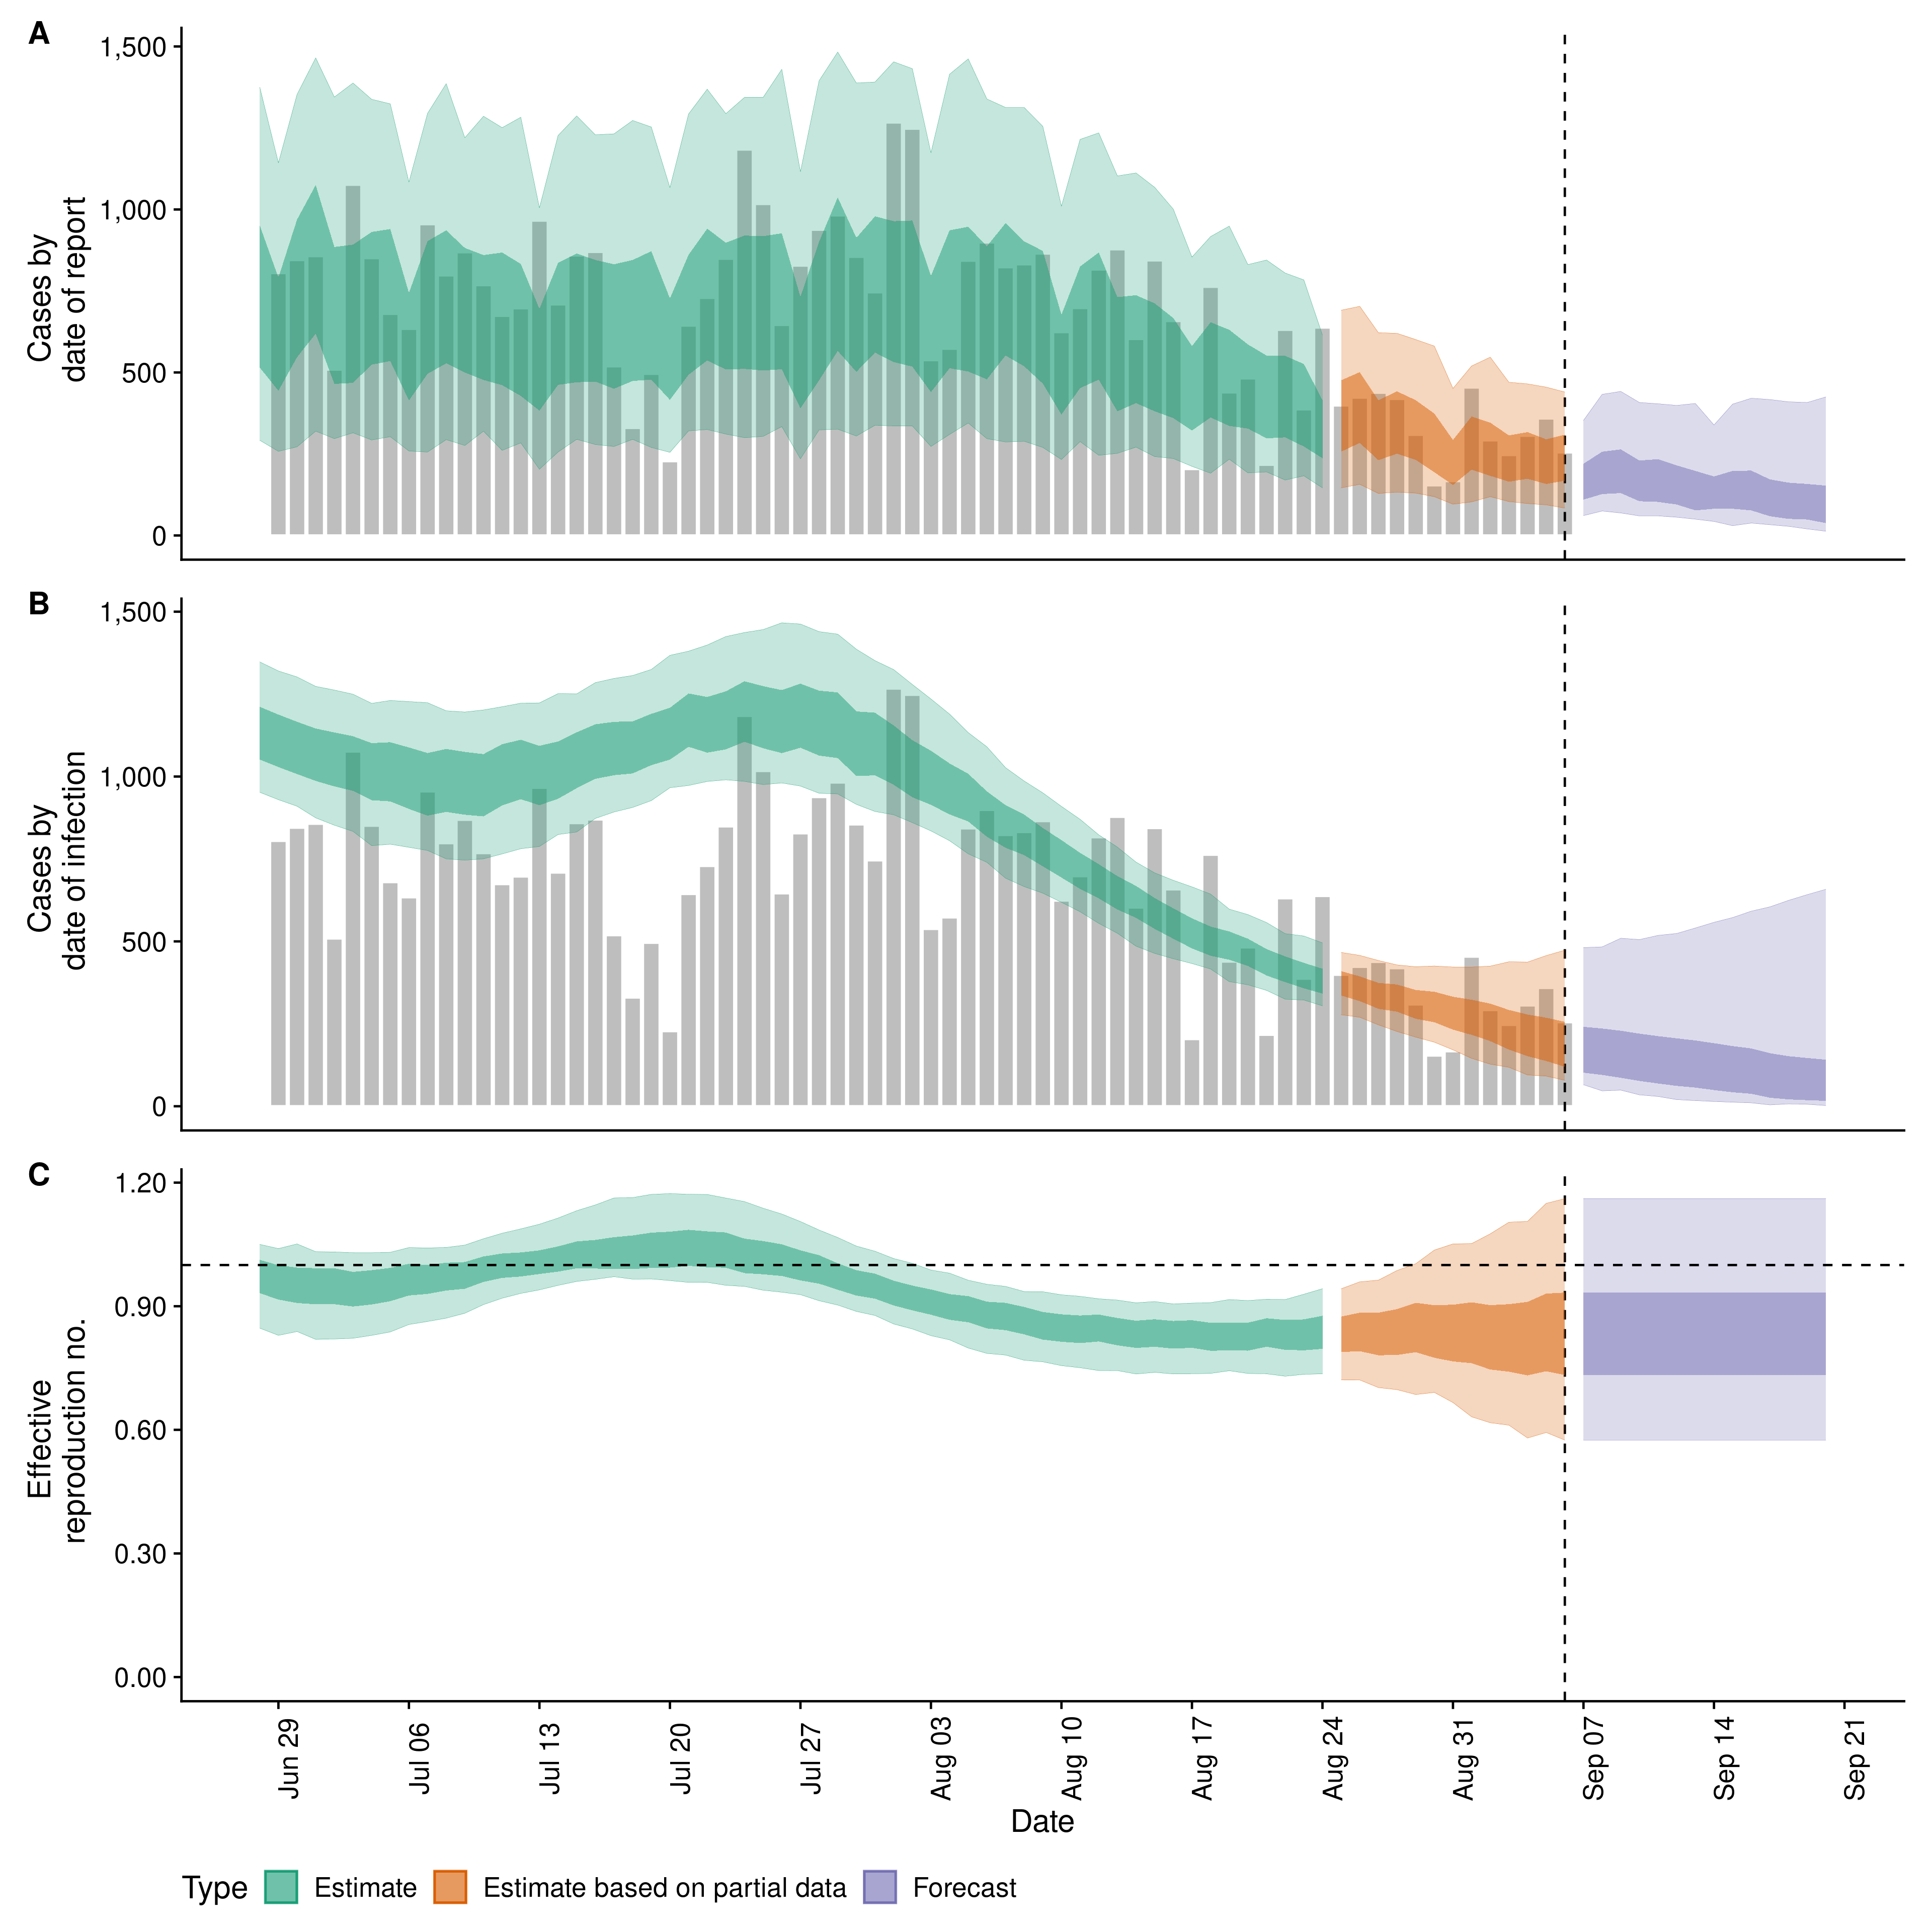 A
1,500
1,000
500
0
Cases by
date of report
B
1,500
1,000
500
0
Cases by
date of infection
C
1.20
0.90
0.60
0.30
0.00
Effective
reproduction no.
Jun 29
Jul 06
Jul 13
Jul 20
Jul 27
Aug 03
Aug 10
Aug 17
Aug 24
Aug 31
Sep 07
Sep 14
Sep 21
Date
Type Estimate Estimate based on partial data Forecast